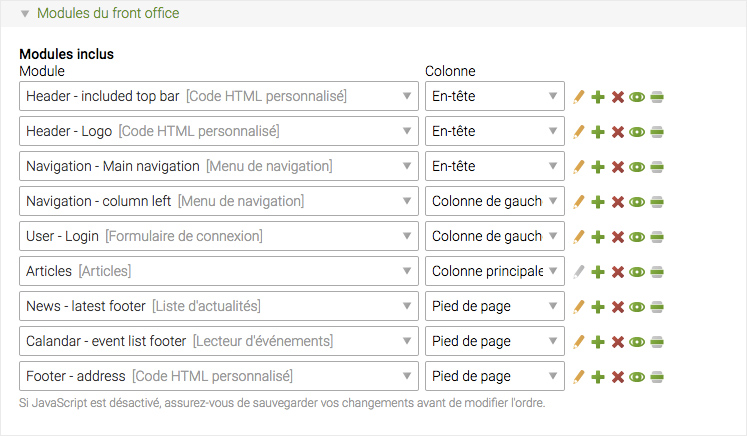 Modules du front office
Modules inclus
Module Colonne
Header - included top bar [Code HTML personnalisé] En-tête
Header - Logo [Code HTML personnalisé] En-tête
Navigation - Main navigation [Menu de navigation] En-tête
Navigation - column left [Menu de navigation] Colonne de gauche
User - Login [Formulaire de connexion] Colonne de gauche
Articles [Articles] Colonne principale
News - latest footer [Liste d'actualités] Pied de page
Calandar - event list footer [Lecteur d'événements] Pied de page
Footer - address [Code HTML personnalisé] Pied de page
Si JavaScript est désactivé, assurez-vous de sauvegarder vos changements avant de modifier l'ordre.